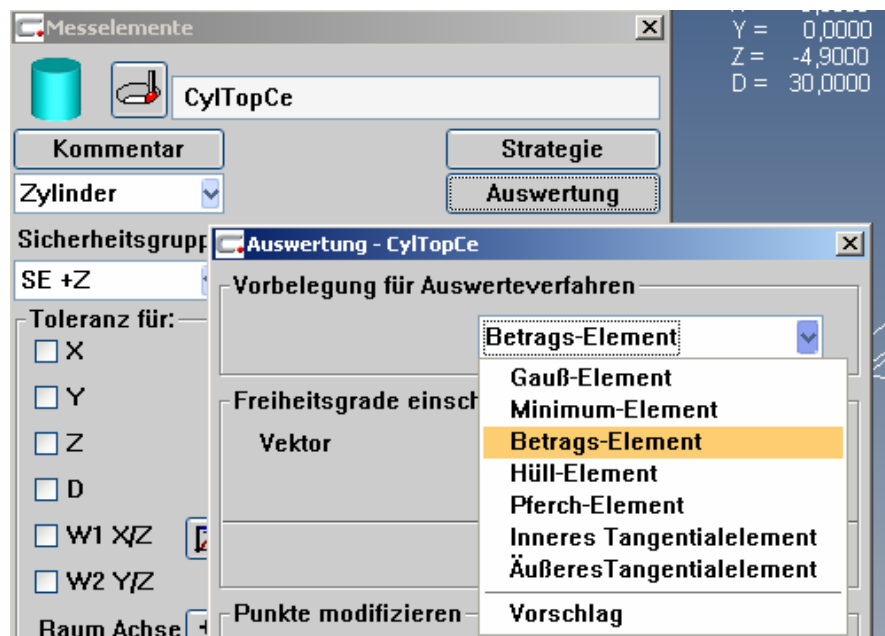 Messelemente
Y = 0,0000
Z = -4,9000
D = 30,0000
CylTopCe
Kommentar
Strategie
Zylinder
Auswertung
Sicherheitsgrupp
Auswertung - CylTopCe
SE +Z
Vorbelegung für Auswerteverfahren
Toleranz für:
Betrags-Element
X
Gauß-Element
Y
Freiheitsgrade einsch
Minimum-Element
Z
Vektor
Betrags-Element
Hüll-Element
D
Pferch-Element
W1 X/Z
Inneres Tangentialelement
W2 Y/Z
ÄußeresTangentialelement
Raum Achse
Punkte modifizieren
Vorschlag